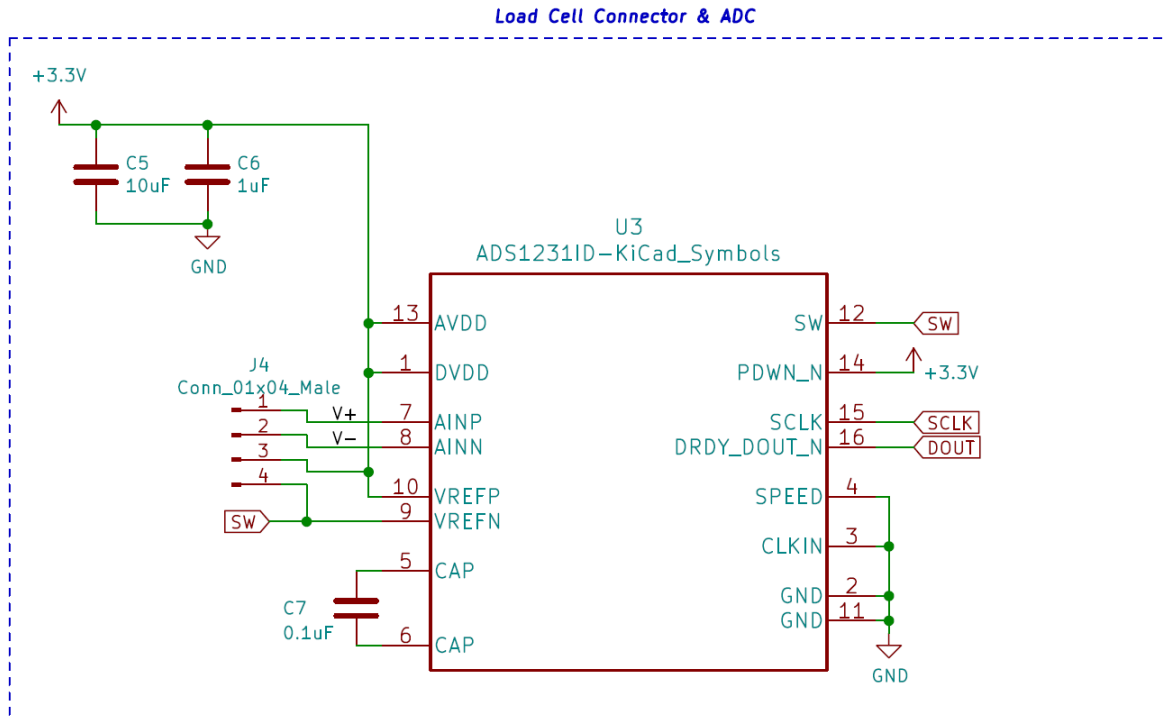 Load Cell Connector & ADC
+3.3V
C5
10uF
C6
1uF
GND
U3
ADS1231ID-KiCad_Symbols
13
AVDD
1
DVDD
J4
Conn_01x04_Male
1
2
3
4
V+
V-
7
AINP
8
AINN
10
VREFP
9
VREFN
SW
5
CAP
C7
0.1uF
6
CAP
SW
12
SW
PDWN_N
14
+3.3V
SCLK
15
SCLK
DRDY_DOUT_N
16
DOUT
SPEED
4
CLKIN
3
GND
2
GND
11
GND